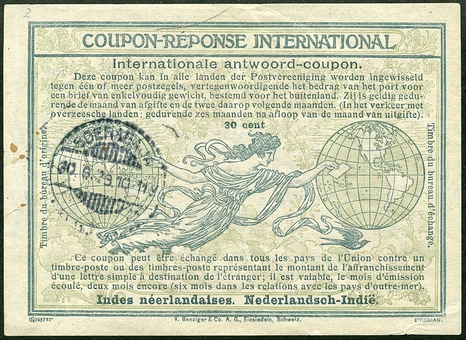 2
COUPON-RÉPONSE INTERNATIONAL
Internationale antwoord-coupon.
Deze coupon kan in alle landen der Postvereeniging worden ingewisseld
tegen één of meer postzegels, vertegenwoordigende het bedrag van het port voor
een brief van enkelvoudig gewicht, bestemd voor het buitenland. Zij is geldig gedu-
rende de maand van afgifte en de twee daarop volgende maanden. (In het verkeer met
overzeesche landen: gedurende zes maanden na afloop van de maand van uitgifte).
30 cent
Timbre du bureau d'origine.
Timbre du bureau d'échange.
Ce coupon peut être échangé dans tous les pays de l'Union contre un
timbre-poste ou des timbres-poste représentant le montant de l'affranchissement
d'une lettre simple à destination de l'étranger; il est valable, le mois d'émission
écoulé, deux mois encore (six mois dans les relations avec les pays d'outre-mer).
Indes néerlandaises. Nederlandsch-Indië.
V. Benziger & Co. A. G., Einsiedeln, Schweiz.